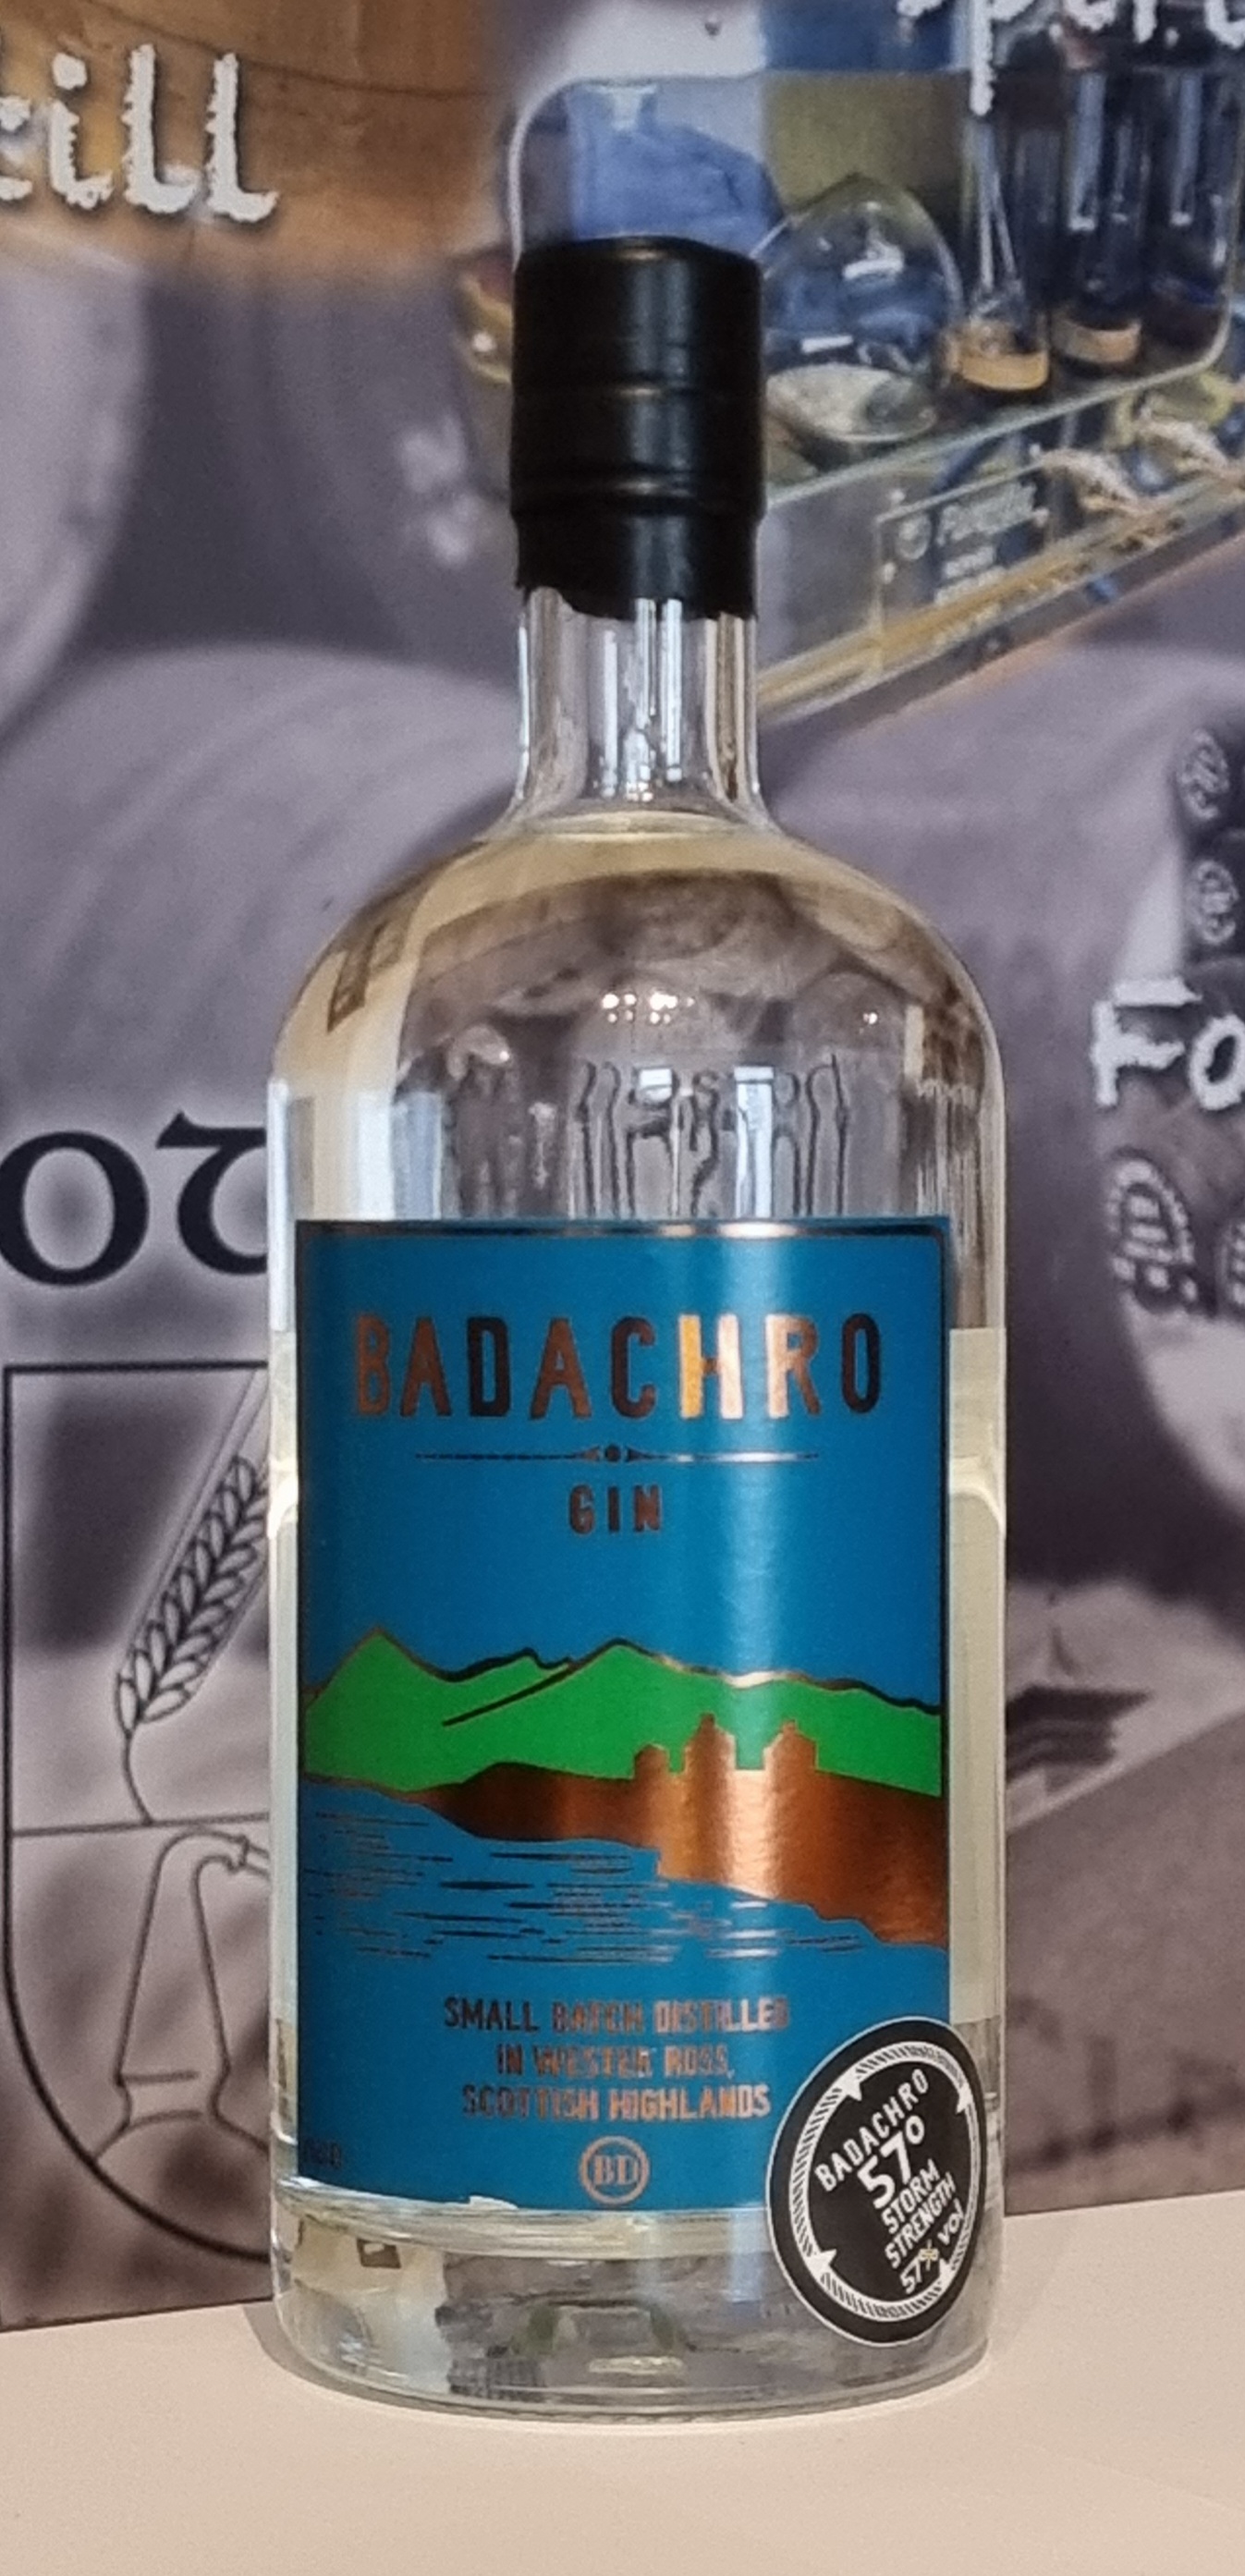 BADACHRO
GIN
SMALL BATCH DISTILLED
IN WESTER ROSS,
SCOTTISH HIGHLANDS
BD
BADACHRO
57°
STORM
STRENGTH
57% vol